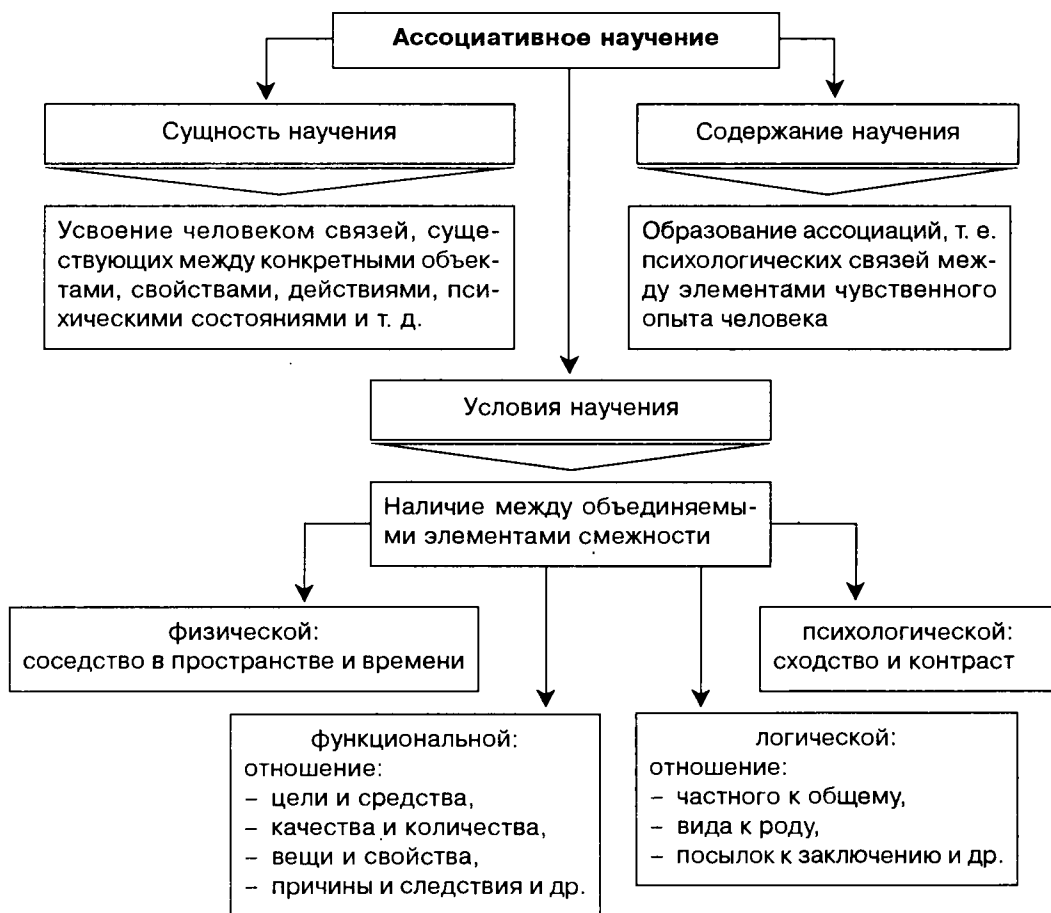 Ассоциативное научение
Сущность научения
Содержание научения
Усвоение человеком связей, суще-
ствующих между конкретными объек-
тами, свойствами, действиями, пси-
хическими состояниями и т. д.
Образование ассоциаций, т. е.
психологических связей меж-
ду элементами чувственного
опыта человека
Условия научения
Наличие между объединяемы-
ми элементами смежности
физической:
соседство в пространстве и времени
психологической:
сходство и контраст
функциональной:
отношение:
– цели и средства,
– качества и количества,
– вещи и свойства,
– причины и следствия и др.
логической:
отношение:
– частного к общему,
– вида к роду,
– посылок к заключению и др.